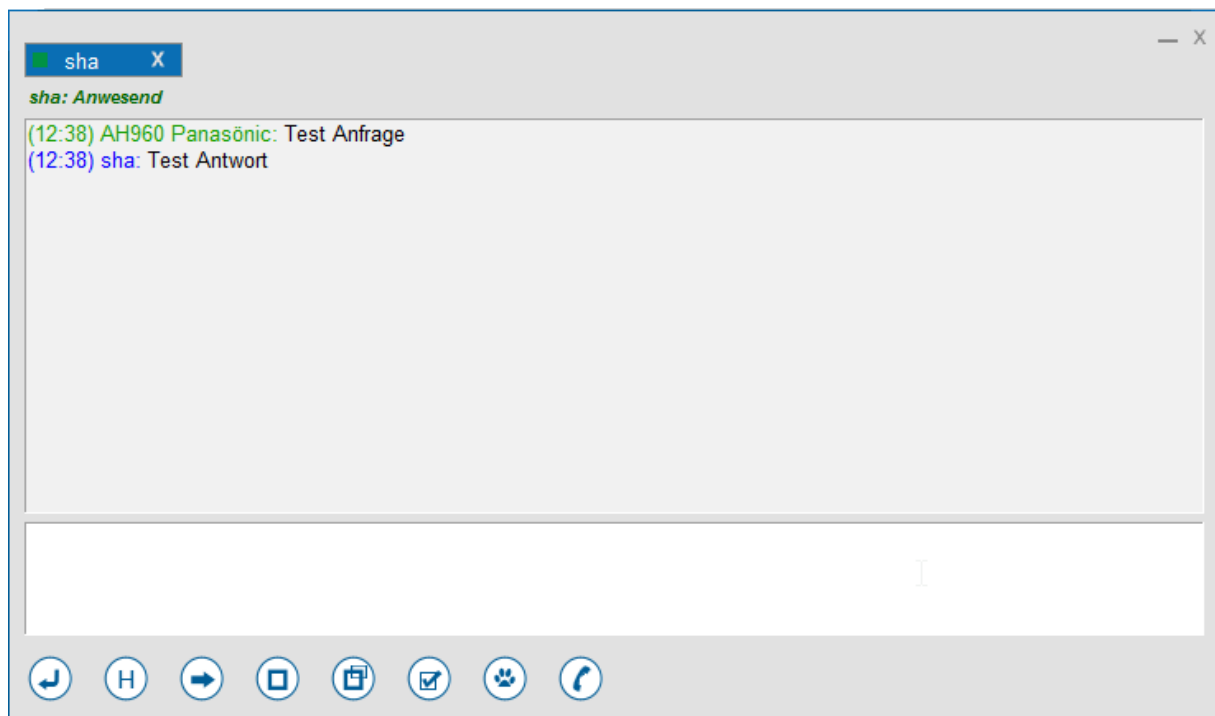 sha X
sha: Anwesend
(12:38) AH960 Panasönic: Test Anfrage
(12:38) sha: Test Antwort
H